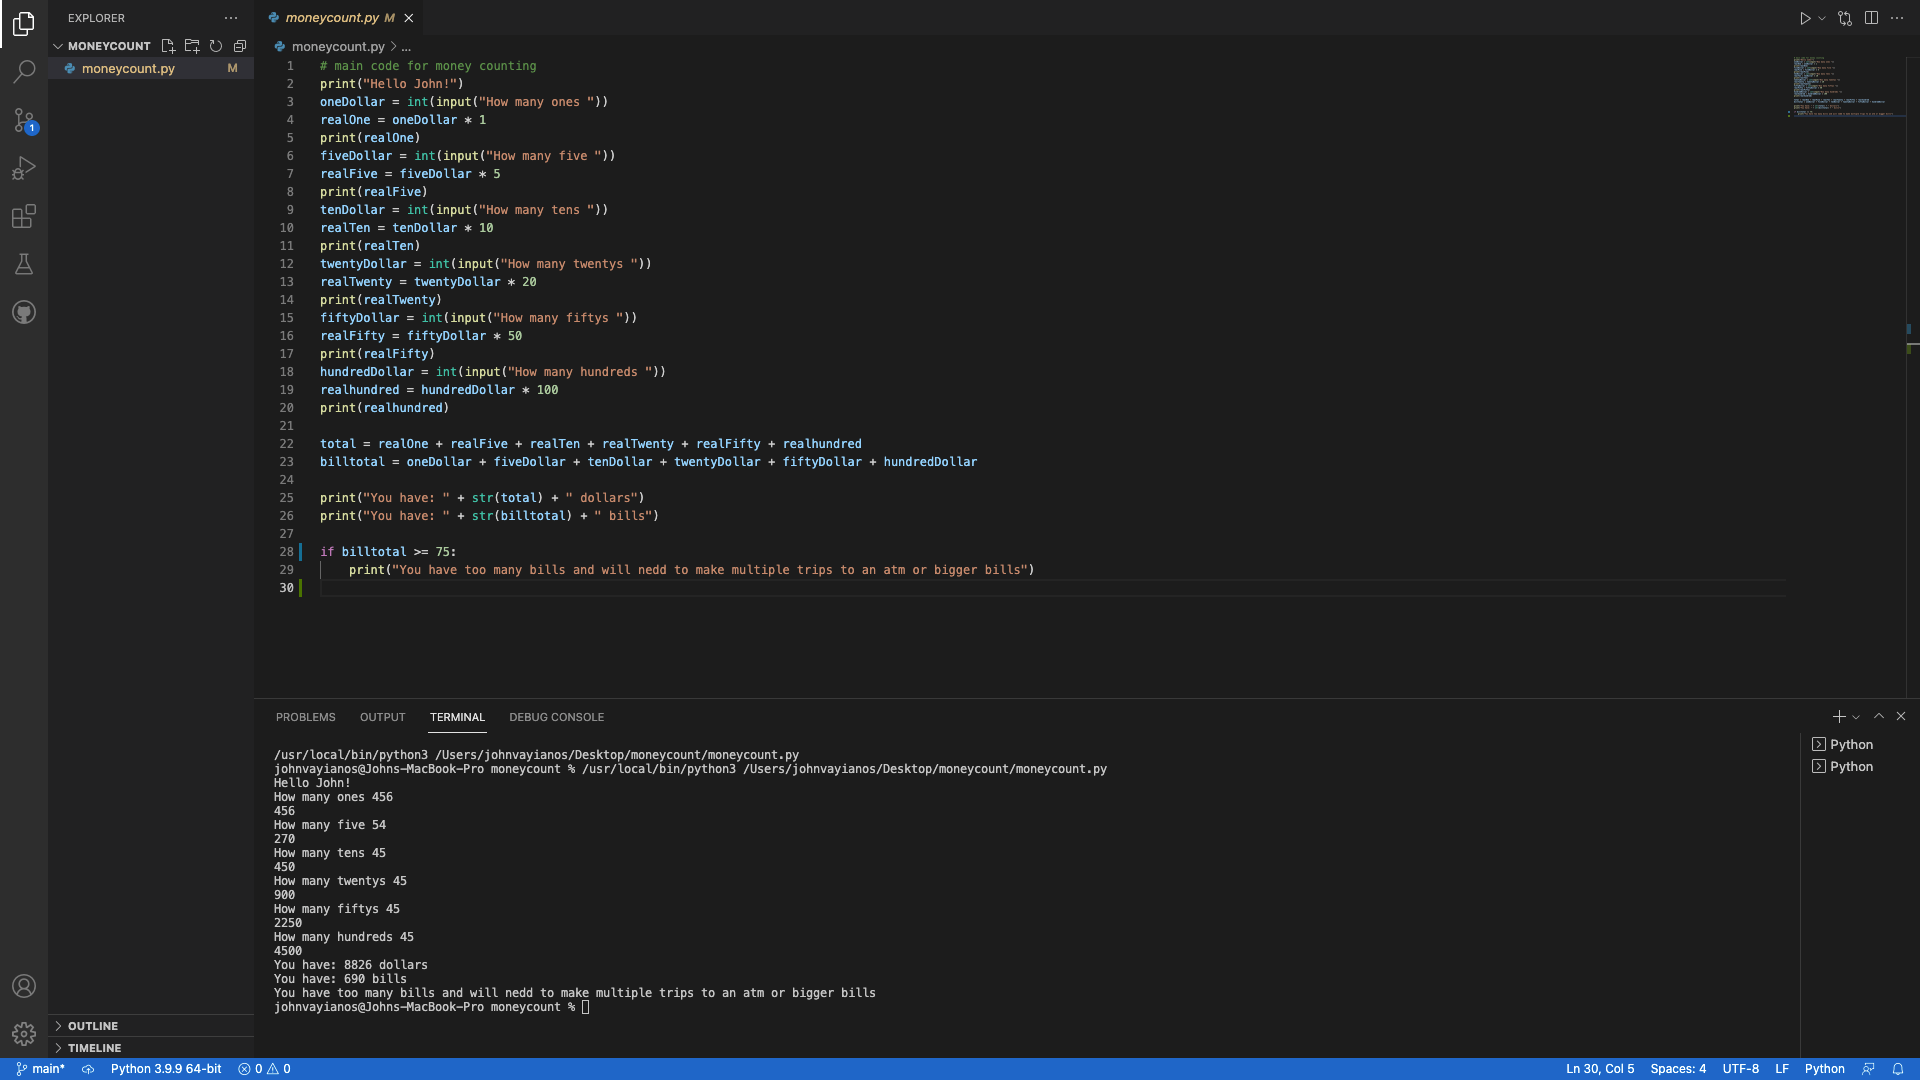 EXPLORER
MONEYCOUNT
moneycount.py M
1
OUTLINE
TIMELINE
moneycount.py M
moneycount.py > ...
1 # main code for money counting
2 print("Hello John!")
3 oneDollar = int(input("How many ones "))
4 realOne = oneDollar * 1
5 print(realOne)
6 fiveDollar = int(input("How many five "))
7 realFive = fiveDollar * 5
8 print(realFive)
9 tenDollar = int(input("How many tens "))
10 realTen = tenDollar * 10
11 print(realTen)
12 twentyDollar = int(input("How many twentys "))
13 realTwenty = twentyDollar * 20
14 print(realTwenty)
15 fiftyDollar = int(input("How many fiftys "))
16 realFifty = fiftyDollar * 50
17 print(realFifty)
18 hundredDollar = int(input("How many hundreds "))
19 realhundred = hundredDollar * 100
20 print(realhundred)
21
22 total = realOne + realFive + realTen + realTwenty + realFifty + realhundred
23 billtotal = oneDollar + fiveDollar + tenDollar + twentyDollar + fiftyDollar + hundredDollar
24
25 print("You have: " + str(total) + " dollars")
26 print("You have: " + str(billtotal) + " bills")
27
28 if billtotal >= 75:
29     print("You have too many bills and will nedd to make multiple trips to an atm or bigger bills")
30
PROBLEMS OUTPUT TERMINAL DEBUG CONSOLE
/usr/local/bin/python3 /Users/johnvayianos/Desktop/moneycount/moneycount.py
johnvayianos@Johns-MacBook-Pro moneycount % /usr/local/bin/python3 /Users/johnvayianos/Desktop/moneycount/moneycount.py
Hello John!
How many ones 456
456
How many five 54
270
How many tens 45
450
How many twentys 45
900
How many fiftys 45
2250
How many hundreds 45
4500
You have: 8826 dollars
You have: 690 bills
You have too many bills and will nedd to make multiple trips to an atm or bigger bills
johnvayianos@Johns-MacBook-Pro moneycount %
Python
Python
main* Python 3.9.9 64-bit 0 0 Ln 30, Col 5 Spaces: 4 UTF-8 LF Python